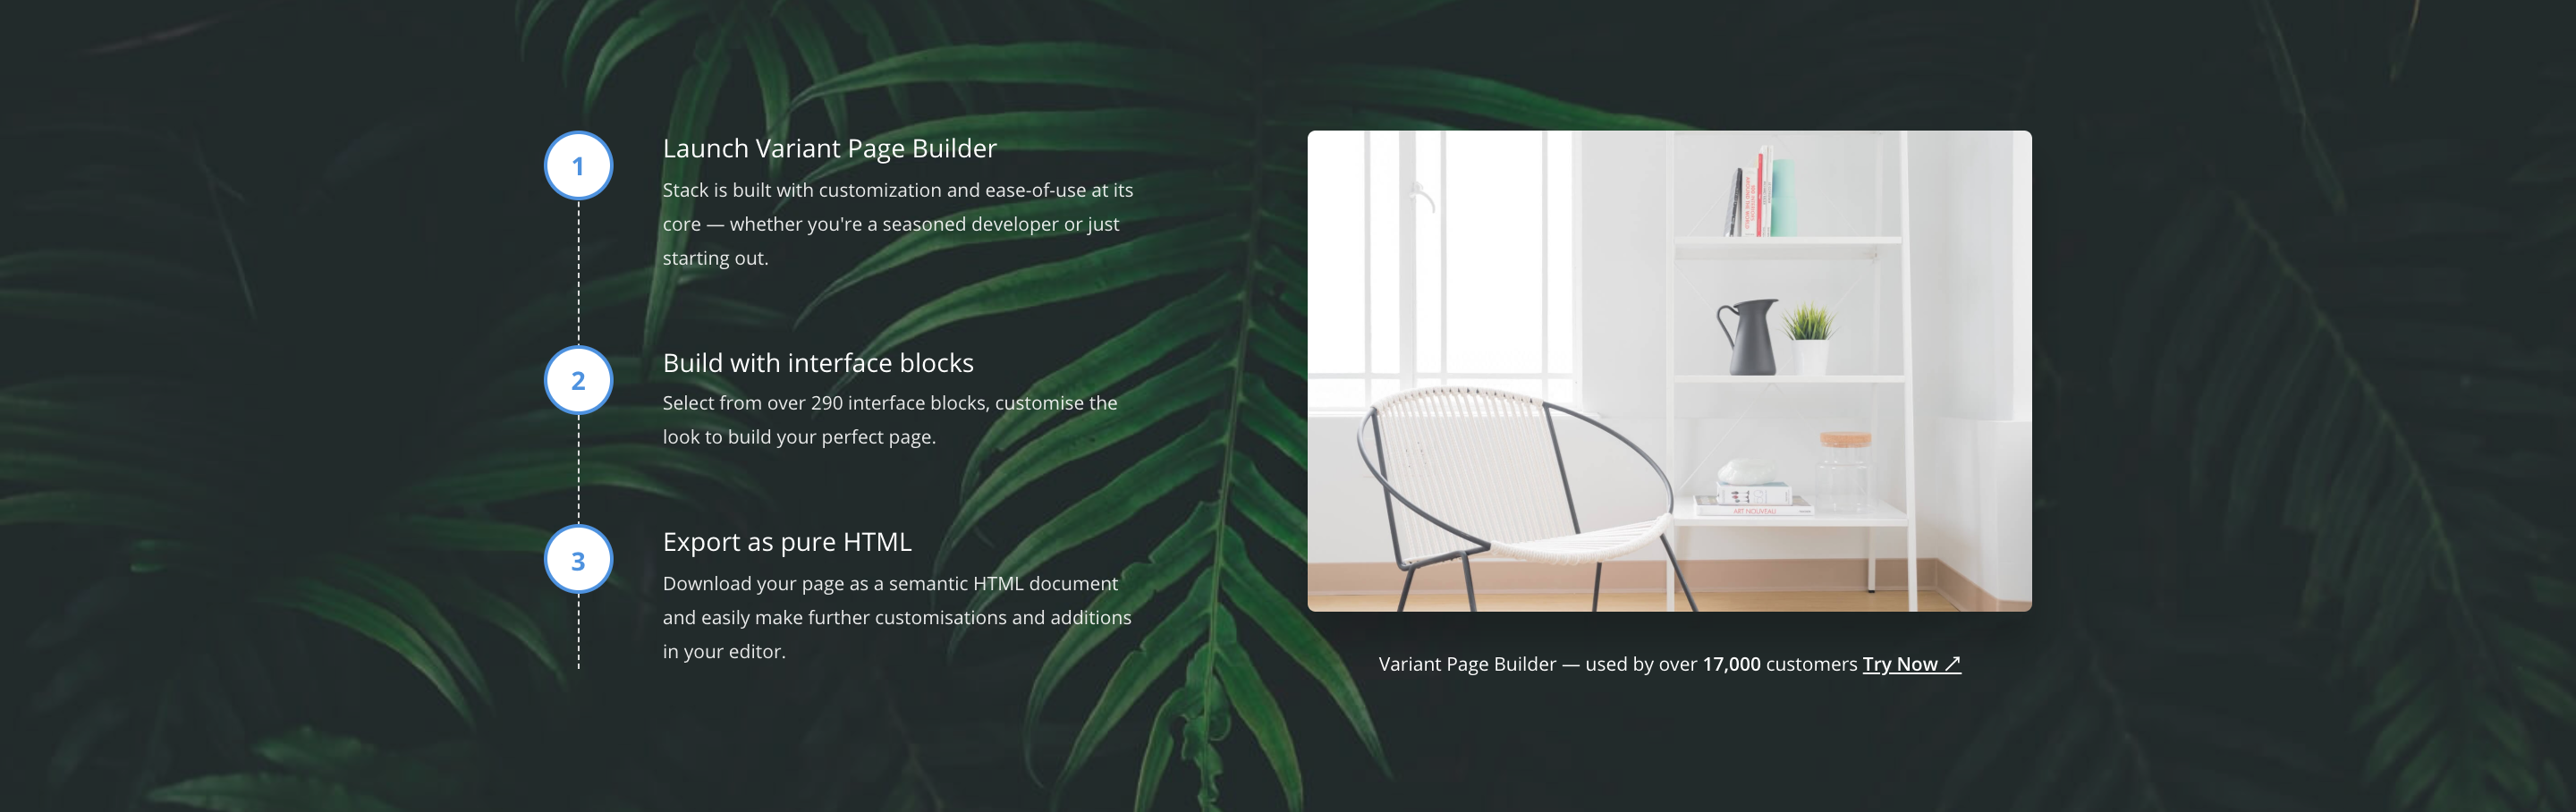 1
Launch Variant Page Builder
Stack is built with customization and ease-of-use at its
core — whether you're a seasoned developer or just
starting out.
2
Build with interface blocks
Select from over 290 interface blocks, customise the
look to build your perfect page.
3
Export as pure HTML
Download your page as a semantic HTML document
and easily make further customisations and additions
in your editor.
ART NOUVEAU
Variant Page Builder — used by over 17,000 customers Try Now ↗